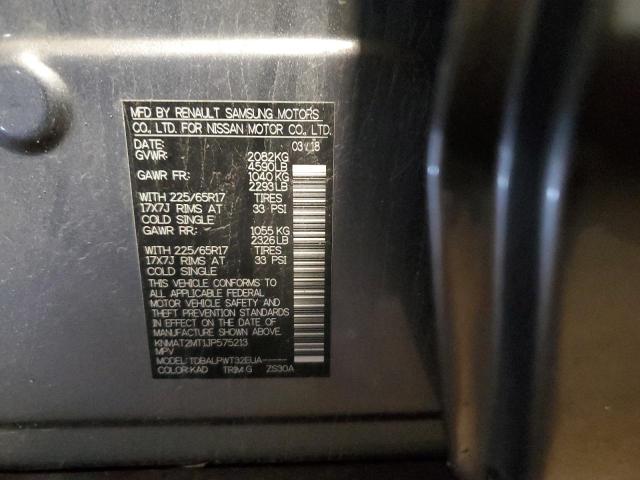 MFD BY RENAULT SAMSUNG MOTORS
CO., LTD. FOR NISSAN MOTOR CO., LTD.
DATE: 03/18
GVWR: 2082KG
4590LB
GAWR FR: 1040 KG
2293LB
WITH 225/65R17 TIRES
17X7J RIMS AT 33 PSI
COLD SINGLE
GAWR RR: 1055 KG
2326LB
WITH 225/65R17 TIRES
17X7J RIMS AT 33 PSI
COLD SINGLE
THIS VEHICLE CONFORMS TO
ALL APPLICABLE FEDERAL
MOTOR VEHICLE SAFETY AND
THEFT PREVENTION STANDARDS
IN EFFECT ON THE DATE OF
MANUFACTURE SHOWN ABOVE.
KNMAT2MT1JP575213
MPV
MODEL: TDBALPWT32EUA-----
COLOR: KAD TRIM: G ZS30A